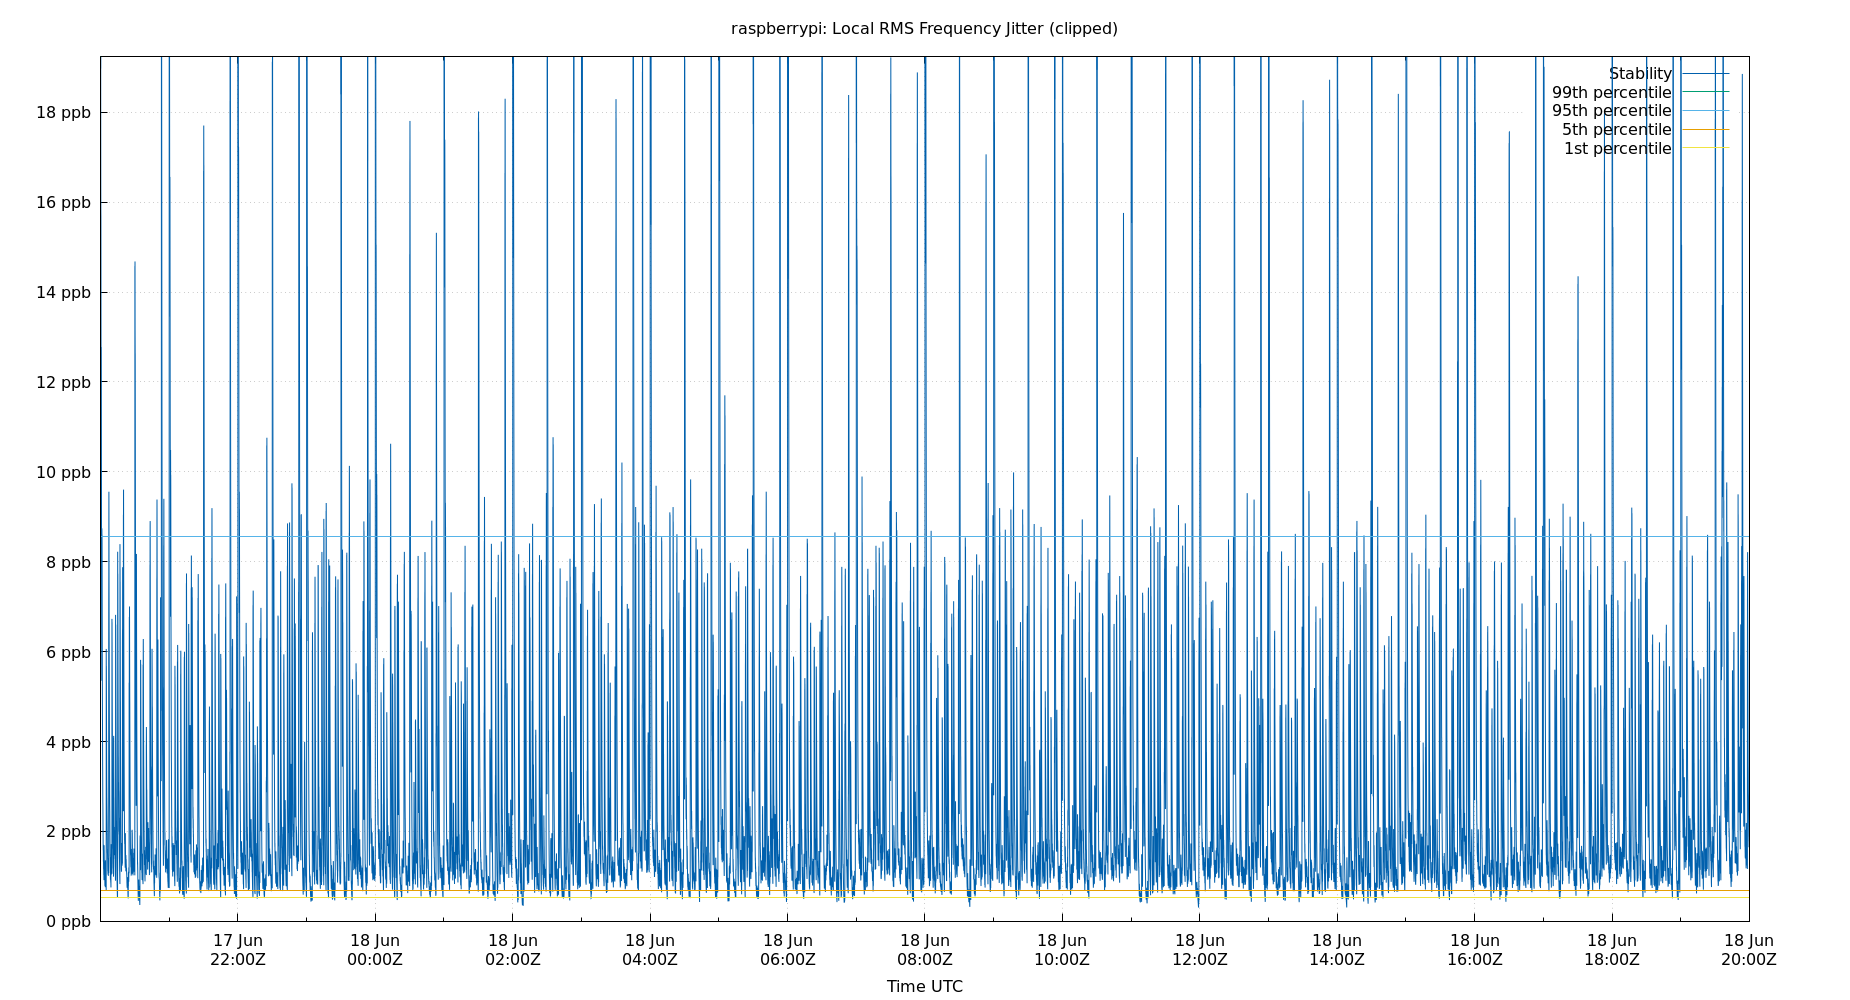 raspberrypi: Local RMS Frequency Jitter (clipped)
Stability
99th percentile
95th percentile
5th percentile
1st percentile
18 ppb
16 ppb
14 ppb
12 ppb
10 ppb
8 ppb
6 ppb
4 ppb
2 ppb
0 ppb
17 Jun 18 Jun 18 Jun 18 Jun 18 Jun 18 Jun 18 Jun 18 Jun 18 Jun 18 Jun 18 Jun 18 Jun
22:00Z 00:00Z 02:00Z 04:00Z 06:00Z 08:00Z 10:00Z 12:00Z 14:00Z 16:00Z 18:00Z 20:00Z
Time UTC